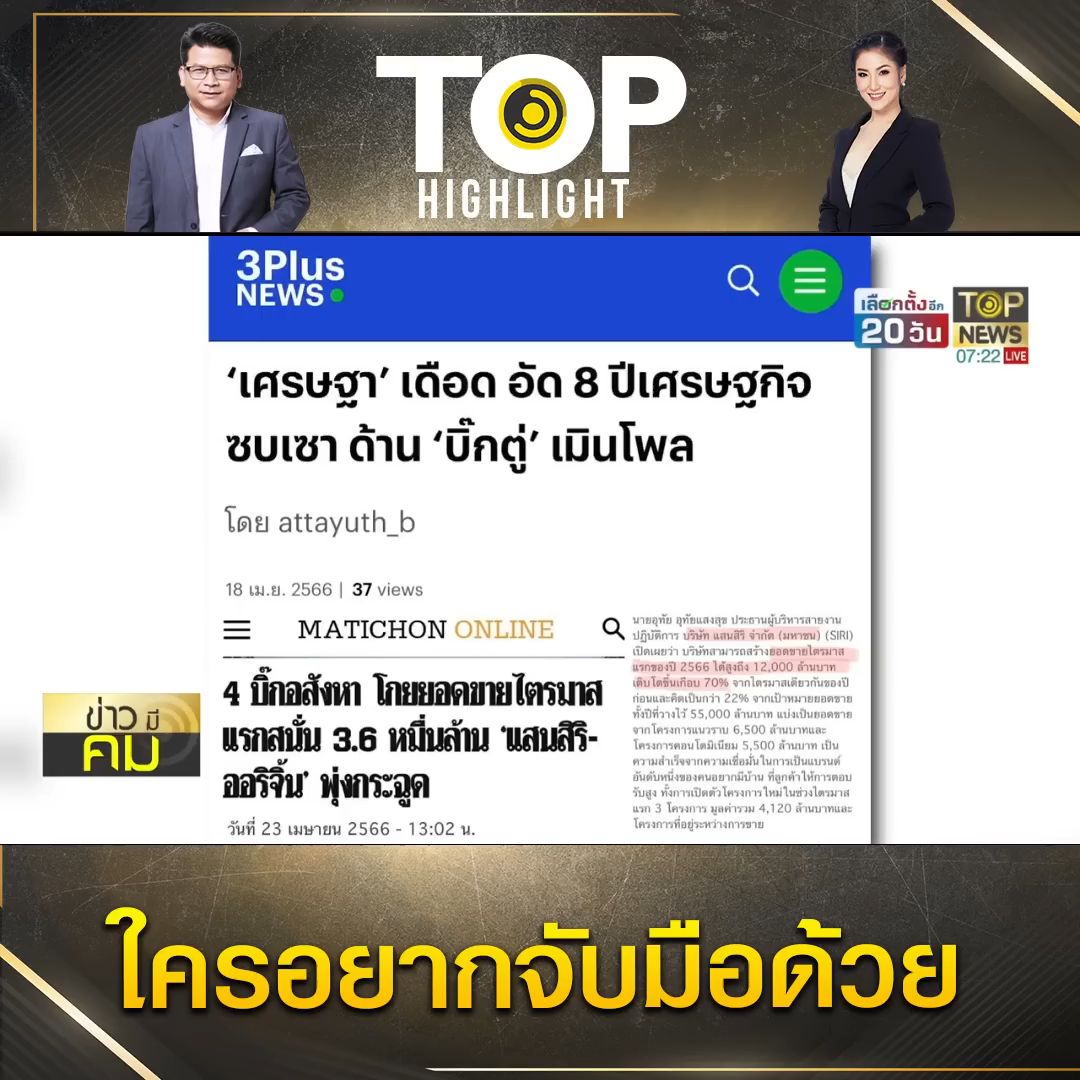 TOP
HIGHLIGHT
3Plus
NEWS
เลือกตั้งอีก
20 วัน
TOP
NEWS
07:22 LIVE
‘เศรษฐา’ เดือด อัด 8 ปีเศรษฐกิจ
ซบเซา ด้าน ‘บิ๊กตู่’ เมินโพล
โดย attayuth_b
18 เม.ย. 2566 | 37 views
MATICHON ONLINE
4 บิ๊กอสังหา โกยยอดขายไตรมาส
แรกสนั่น 3.6 หมื่นล้าน ‘แสนสิริ-
ออริจิ้น’ พุ่งกระฉูด
วันที่ 23 เมษายน 2566 - 13:02 น.
นายอุทัย อุทัยแสงสุข ประธานผู้บริหารสายงาน
ปฏิบัติการ บริษัท แสนสิริ จำกัด (มหาชน) (SIRI)
เปิดเผยว่า บริษัทสามารถสร้างยอดขายไตรมาส
แรกของปี 2566 ได้สูงถึง 12,000 ล้านบาท
เติบโตขึ้นเกือบ 70% จากไตรมาสเดียวกันของปี
ก่อนและคิดเป็นกว่า 22% จากเป้าหมายยอดขาย
ทั้งปีที่วางไว้ 55,000 ล้านบาท แบ่งเป็นยอดขาย
จากโครงการแนวราบ 6,500 ล้านบาทและ
โครงการคอนโดมิเนียม 5,500 ล้านบาท เป็น
ความสำเร็จจากความเชื่อมั่นในการเป็นแบรนด์
อันดับหนึ่งของคนอยากมีบ้าน ที่ลูกค้าให้การตอบ
รับสูง ทั้งการเปิดตัวโครงการใหม่ในช่วงไตรมาส
แรก 3 โครงการ มูลค่ารวม 4,120 ล้านบาทและ
โครงการที่อยู่ระหว่างการขาย
ข่าวมี
คม
ใครอยากจับมือด้วย